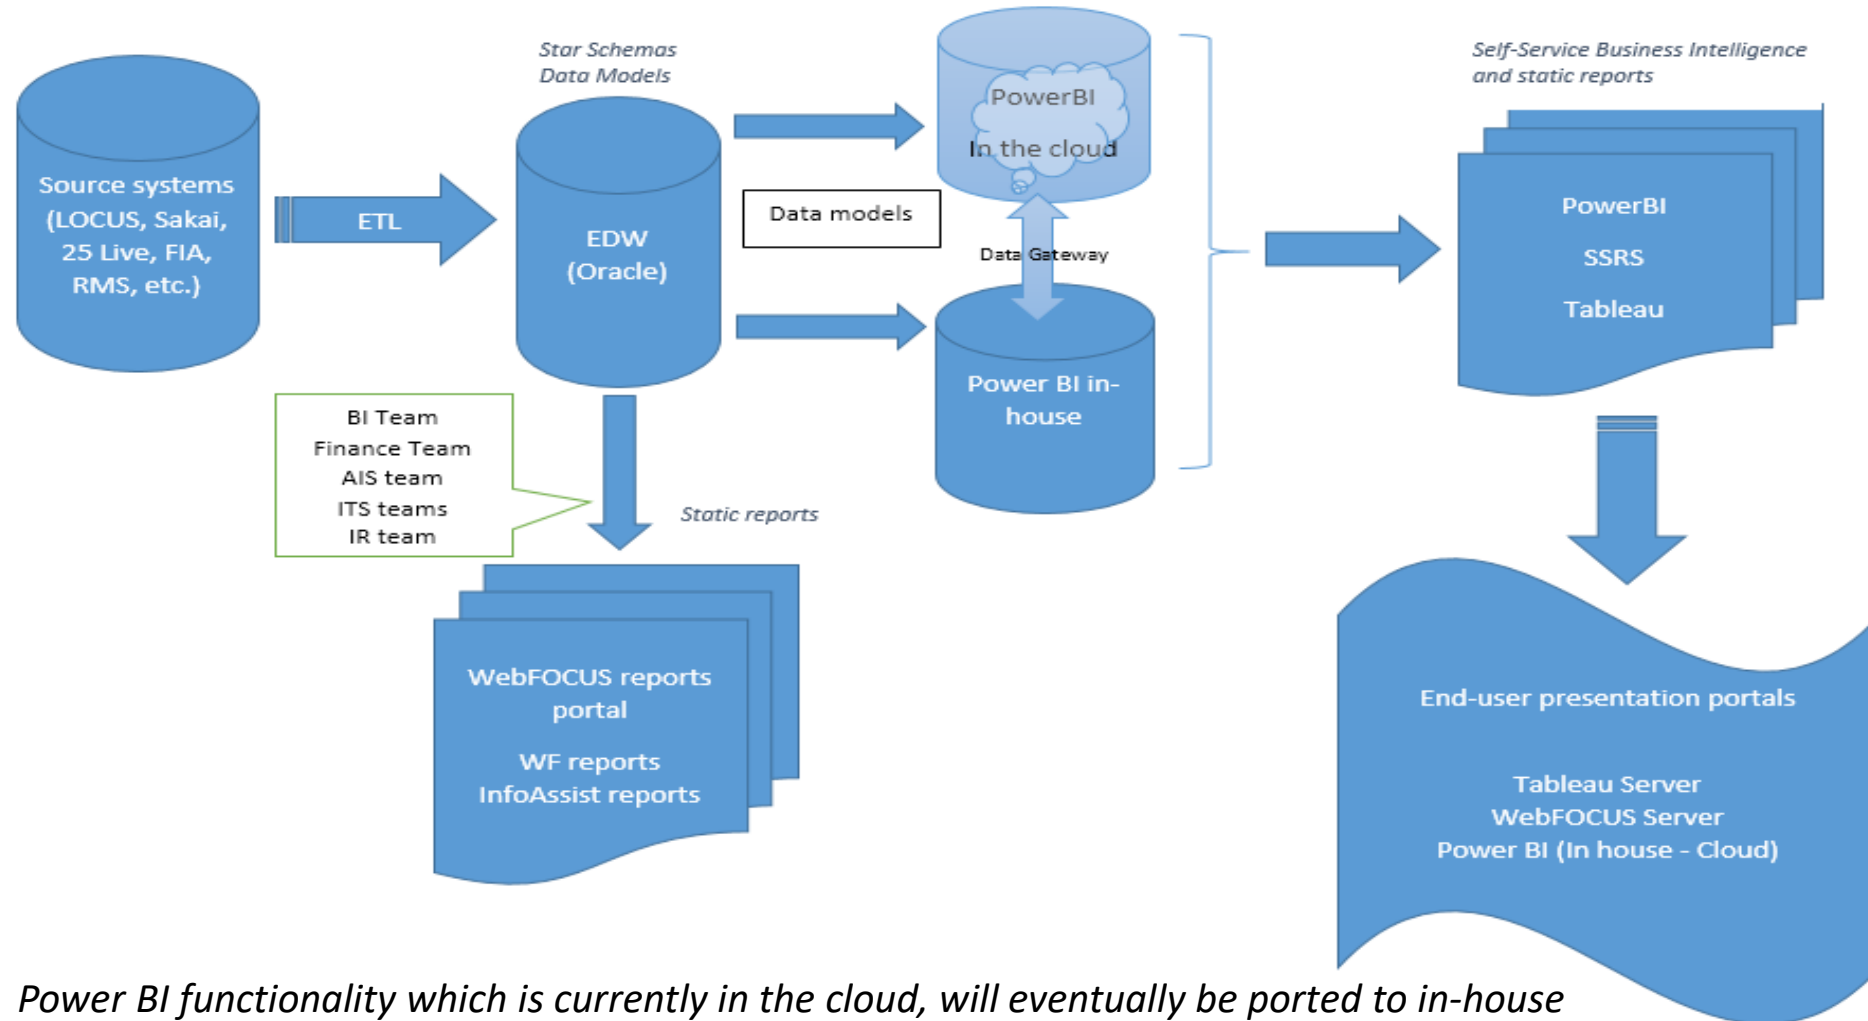 Star Schemas
Data Models
Self-Service Business Intelligence
and static reports
Source systems
(LOCUS, Sakai,
25 Live, FIA,
RMS, etc.)
ETL
EDW
(Oracle)
Data models
PowerBI
In the cloud
Data Gateway
Power BI in-
house
PowerBI
SSRS
Tableau
BI Team
Finance Team
AIS team
ITS teams
IR team
Static reports
WebFOCUS reports
portal
WF reports
InfoAssist reports
End-user presentation portals
Tableau Server
WebFOCUS Server
Power BI (In house - Cloud)
Power BI functionality which is currently in the cloud, will eventually be ported to in-house